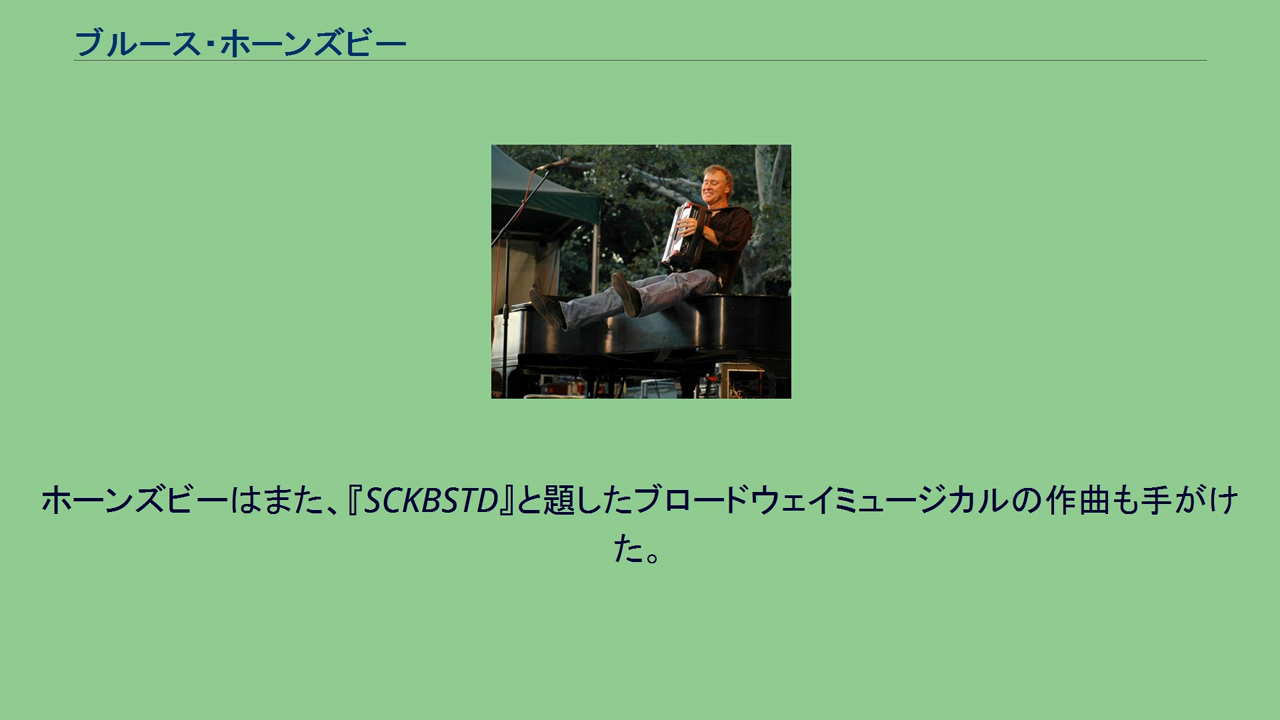 ブルース・ホーンズビー
ホーンズビーはまた、『SCKBSTD』と題したブロードウェイミュージカルの作曲も手がけ
た。